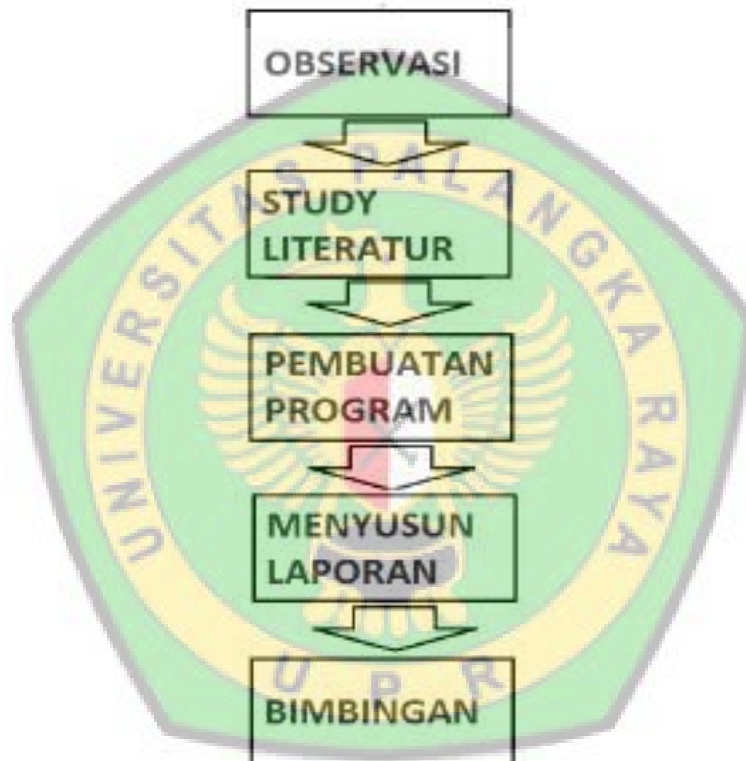 OBSERVASI
STUDY
LITERATUR
PEMBUATAN
PROGRAM
MENYUSUN
LAPORAN
BIMBINGAN
UNIVERSITAS PALANGKA RAYA
UPR